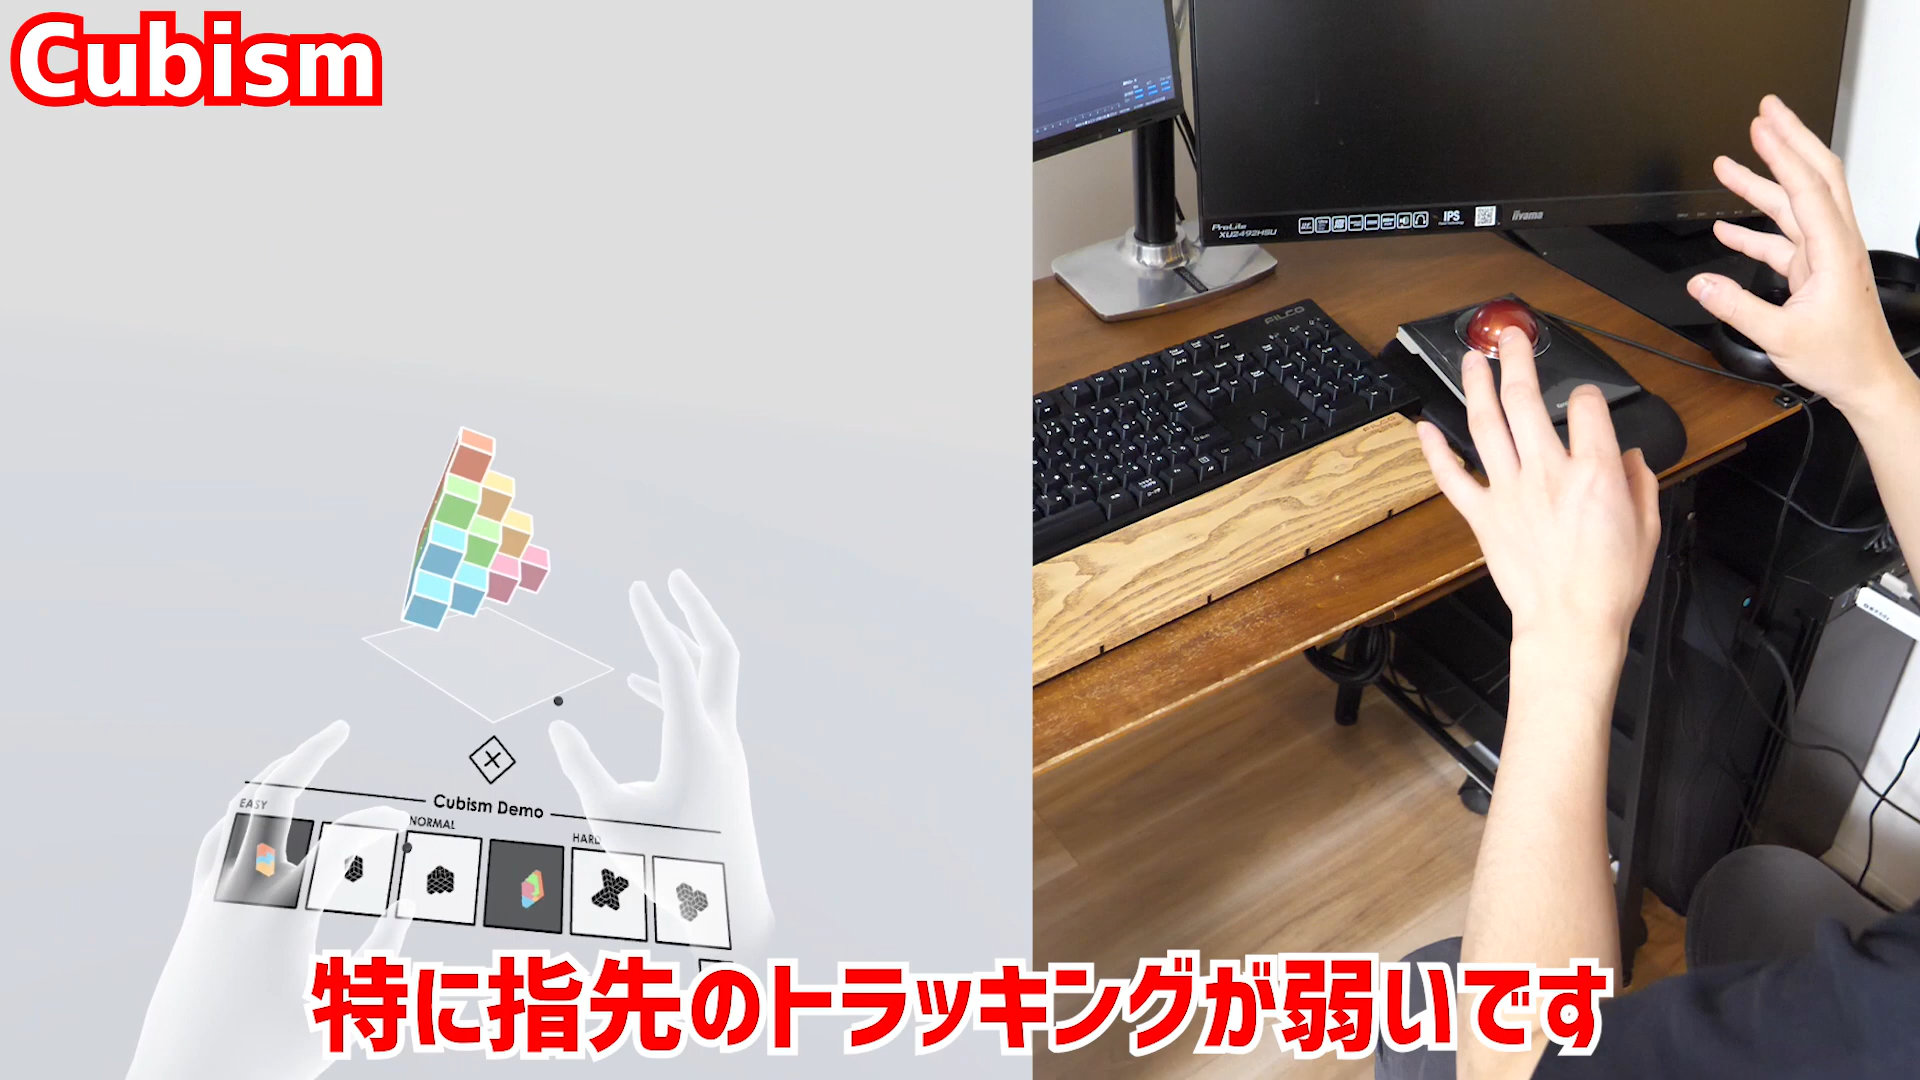 Cubism
ProLite
XU2492HSU
IPS
iiyama
FILCO
FILCO
Cubism Demo
EASY
NORMAL
HARD
特に指先のトラッキングが弱いです